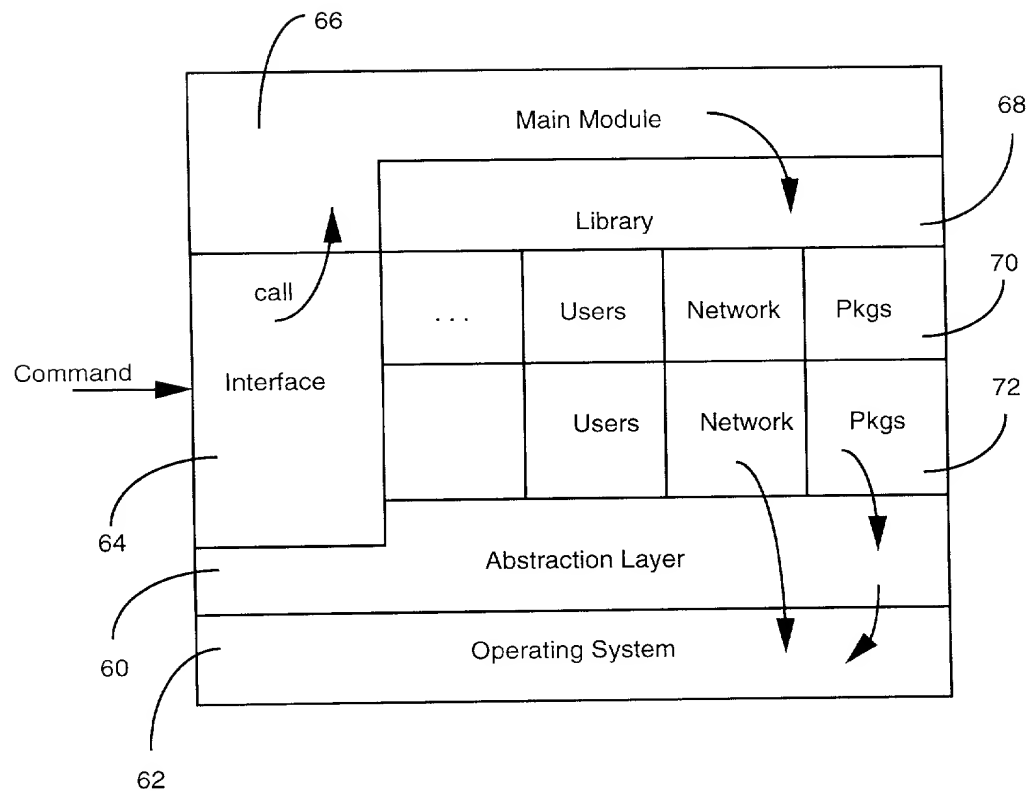 66
Main Module
68
Library
70
call
. . .
Users
Network
Pkgs
Command
Interface
72
Users
Network
Pkgs
64
Abstraction Layer
60
Operating System
62